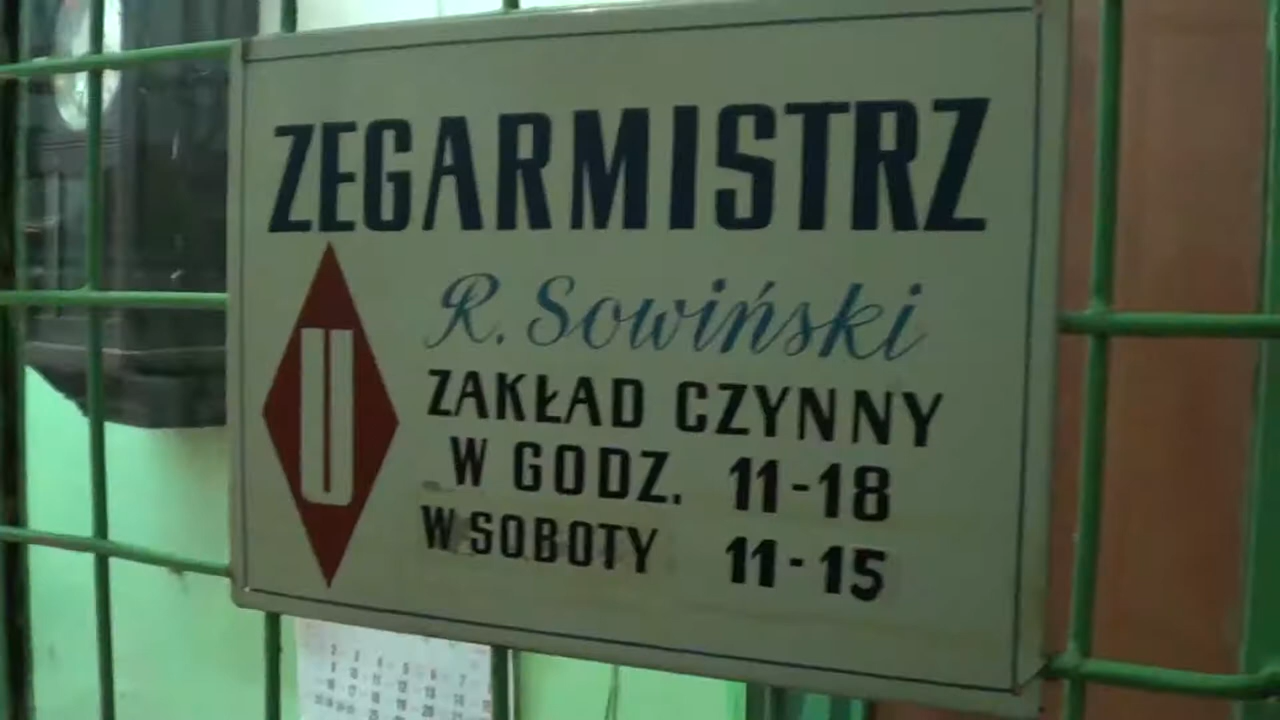 ZEGARMISTRZ
R. Sowiński
U
ZAKŁAD CZYNNY
W GODZ. 11-18
W SOBOTY 11-15